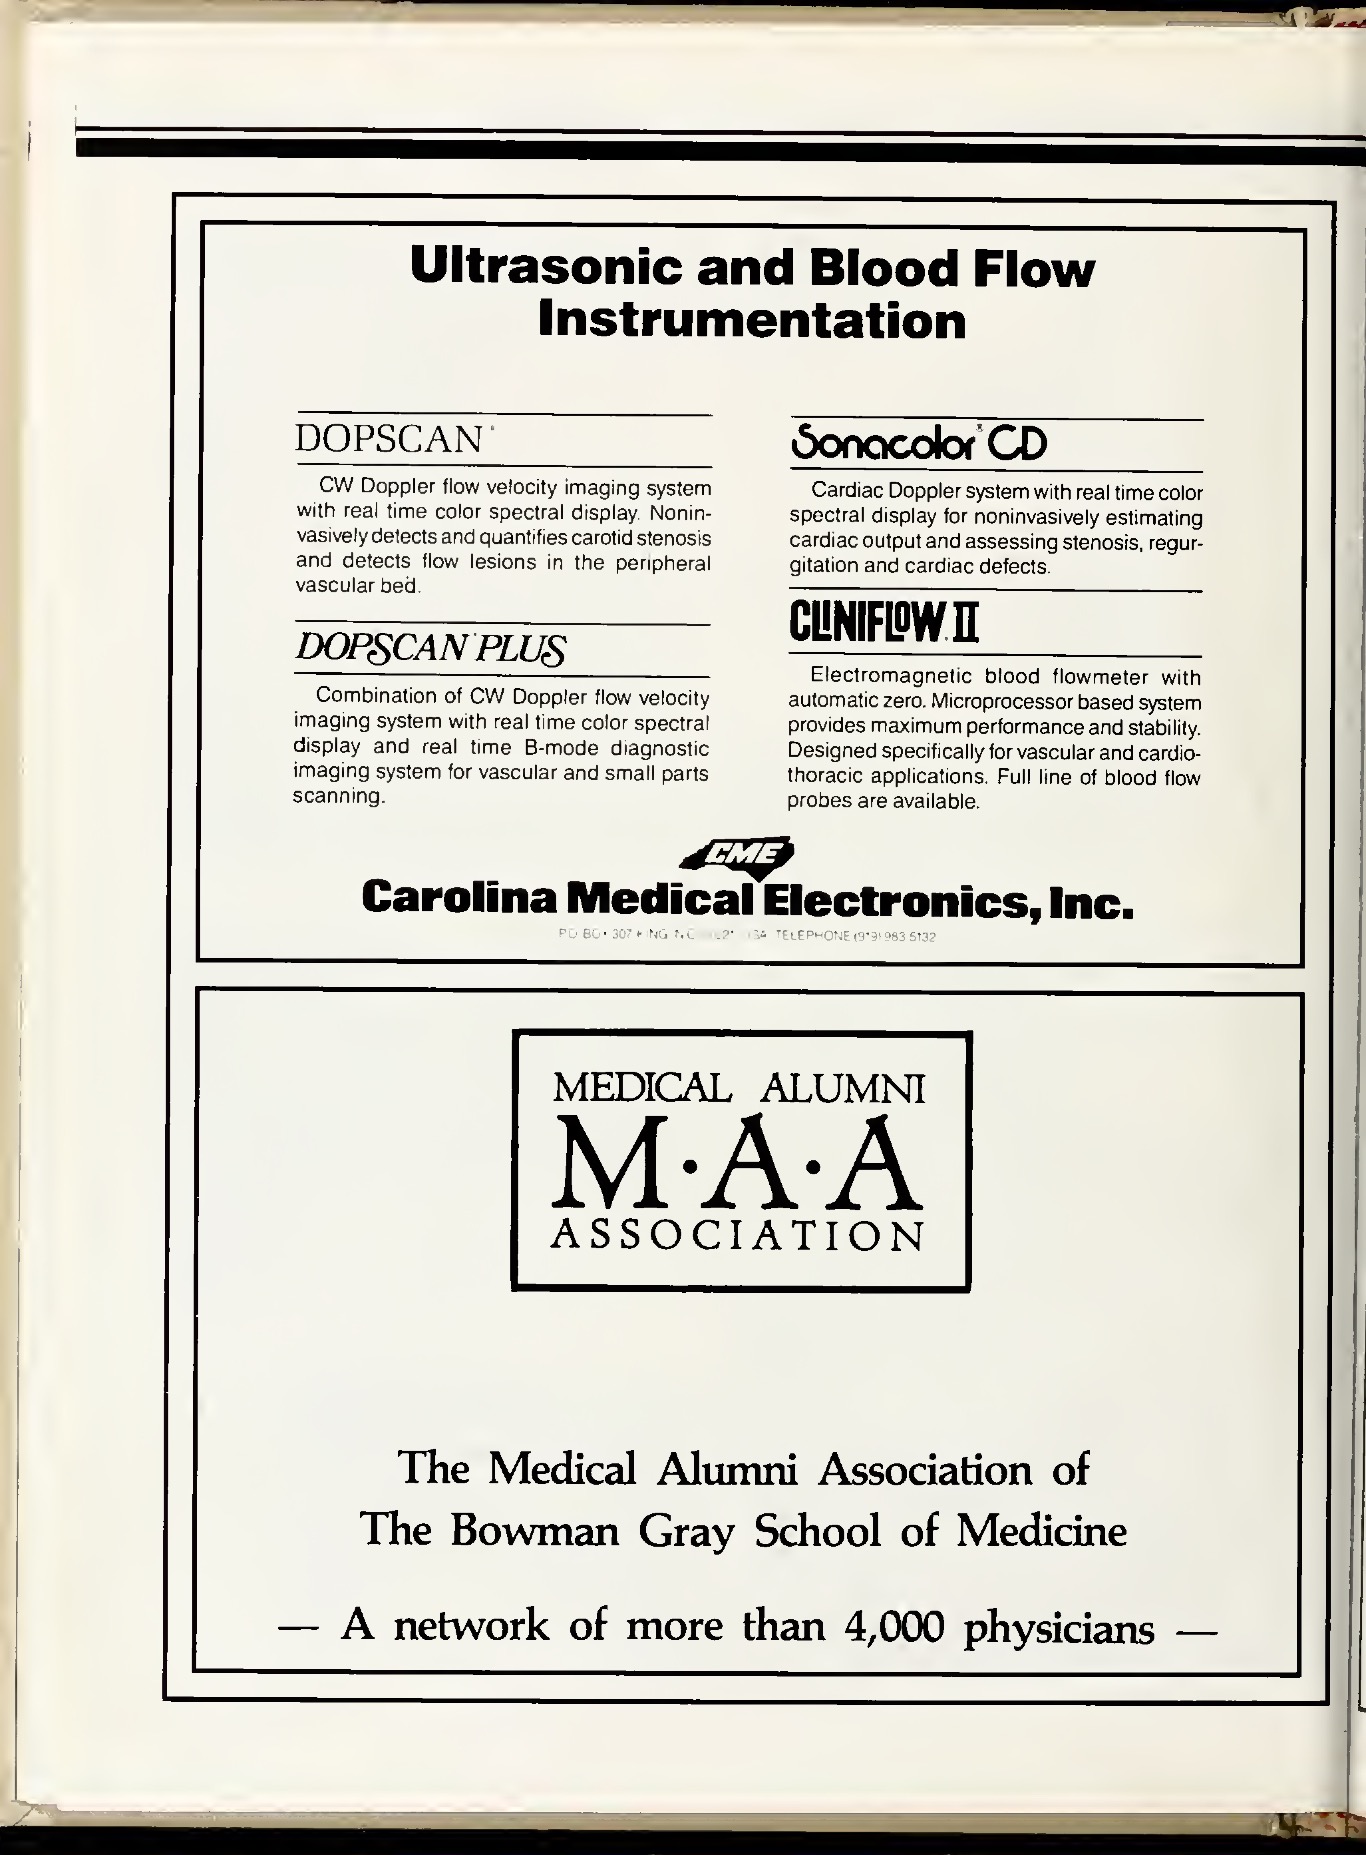 Ultrasonic and Blood Flow
Instrumentation
DOPSCAN®
CW Doppler flow velocity imaging system
with real time color spectral display. Nonin-
vasively detects and quantifies carotid stenosis
and detects flow lesions in the peripheral
vascular bed.
DOPSCAN PLUS
Combination of CW Doppler flow velocity
imaging system with real time color spectral
display and real time B-mode diagnostic
imaging system for vascular and small parts
scanning.
Sonacolor® CD
Cardiac Doppler system with real time color
spectral display for noninvasively estimating
cardiac output and assessing stenosis, regur-
gitation and cardiac defects.
CLINIFLOW II
Electromagnetic blood flowmeter with
automatic zero. Microprocessor based system
provides maximum performance and stability.
Designed specifically for vascular and cardio-
thoracic applications. Full line of blood flow
probes are available.
CME
Carolina Medical Electronics, Inc.
307 TELEPHONE (919) 983 5132
MEDICAL ALUMNI
M·A·A
ASSOCIATION
The Medical Alumni Association of
The Bowman Gray School of Medicine
— A network of more than 4,000 physicians —